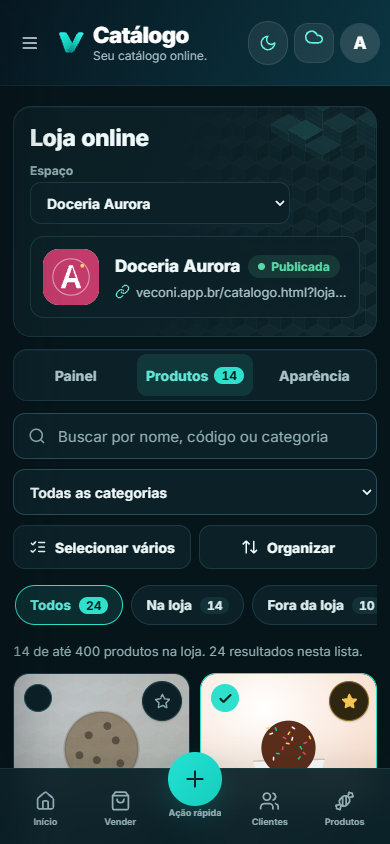 Catálogo
Seu catálogo online.
A
Loja online
Espaço
Doceria Aurora
A
Doceria Aurora
Publicada
veconi.app.br/catalogo.html?loja...
Painel
Produtos 14
Aparência
Buscar por nome, código ou categoria
Todas as categorias
Selecionar vários
Organizar
Todos 24
Na loja 14
Fora da loja 10
14 de até 400 produtos na loja. 24 resultados nesta lista.
Início
Vender
Ação rápida
Clientes
Produtos